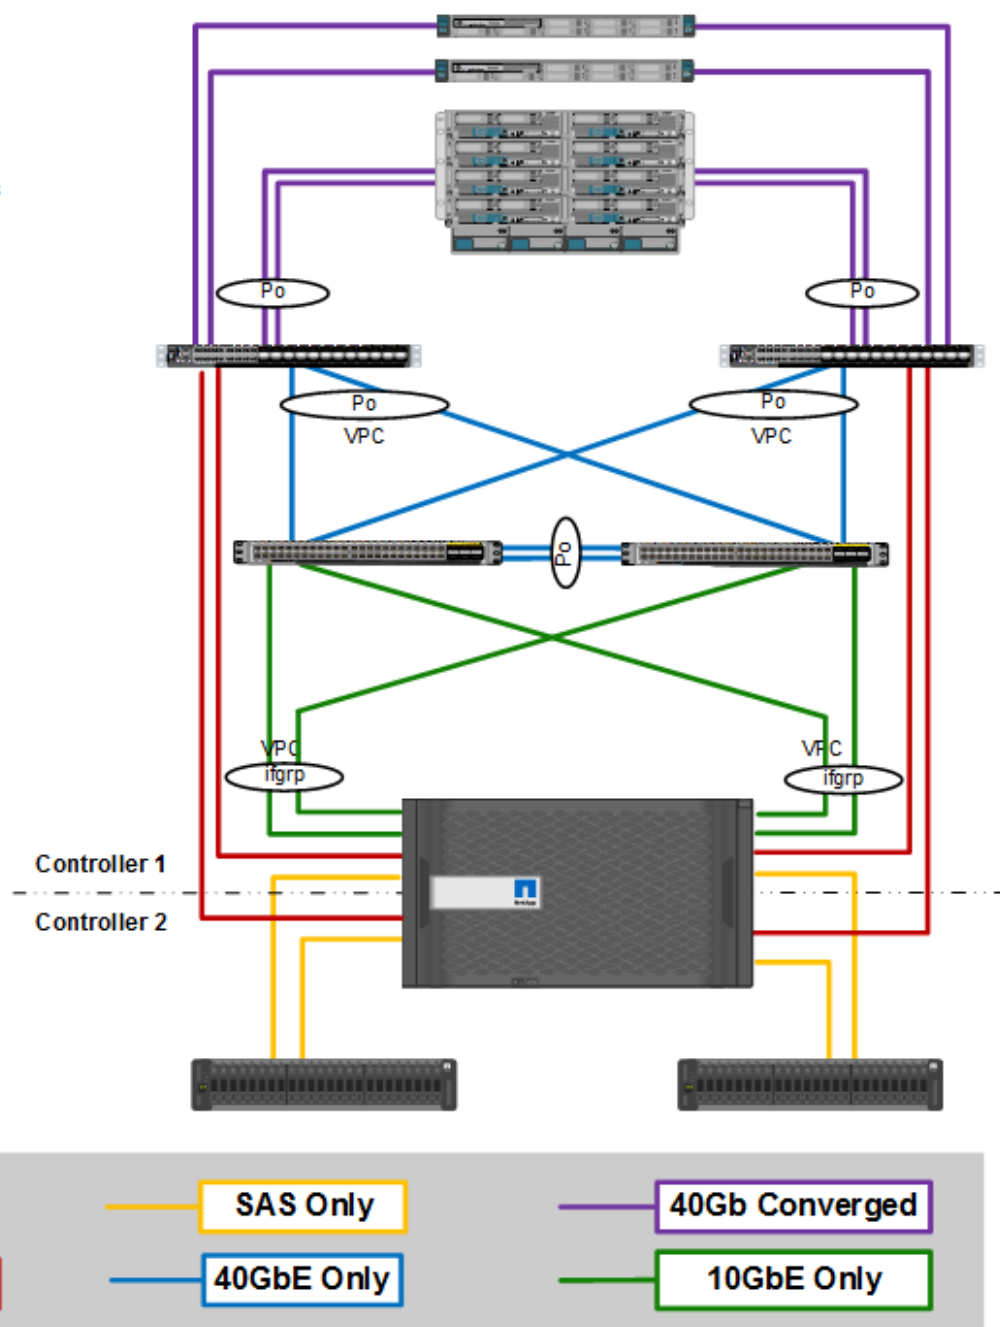 Po
Po
Po
VPC
Po
VPC
Po
VPC
ifgrp
VPC
ifgrp
Controller 1
Controller 2
SAS Only
40Gb Converged
40GbE Only
10GbE Only